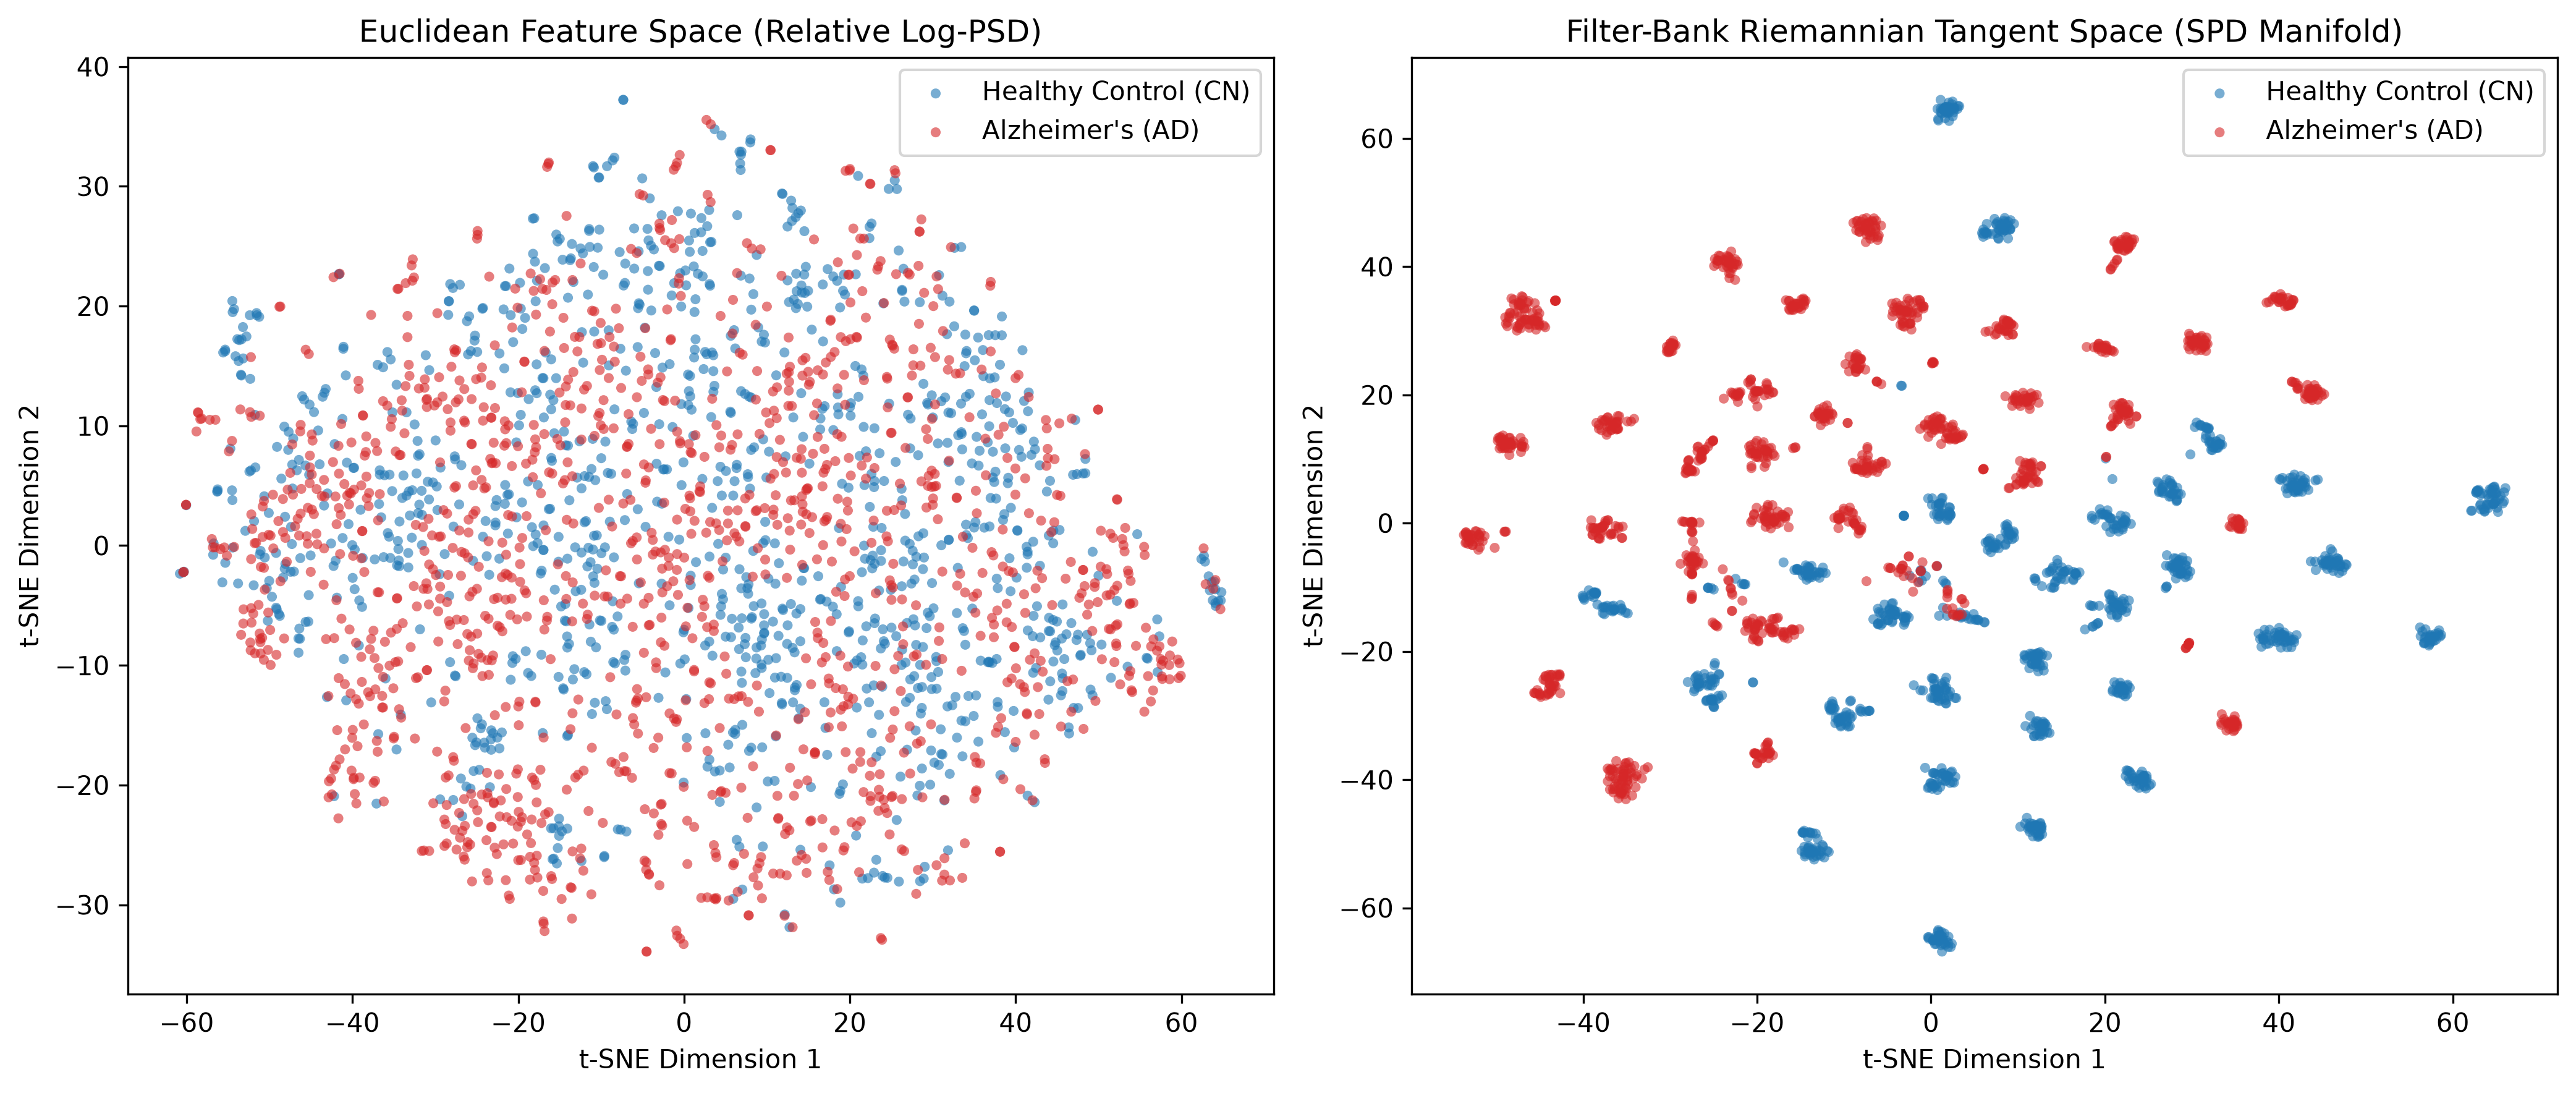 Euclidean Feature Space (Relative Log-PSD)
40
30
20
10
0
−10
−20
−30
t-SNE Dimension 2
Healthy Control (CN)
Alzheimer's (AD)
−60
−40
−20
0
20
40
60
t-SNE Dimension 1
Filter-Bank Riemannian Tangent Space (SPD Manifold)
60
40
20
0
−20
−40
−60
t-SNE Dimension 2
Healthy Control (CN)
Alzheimer's (AD)
−40
−20
0
20
40
60
t-SNE Dimension 1